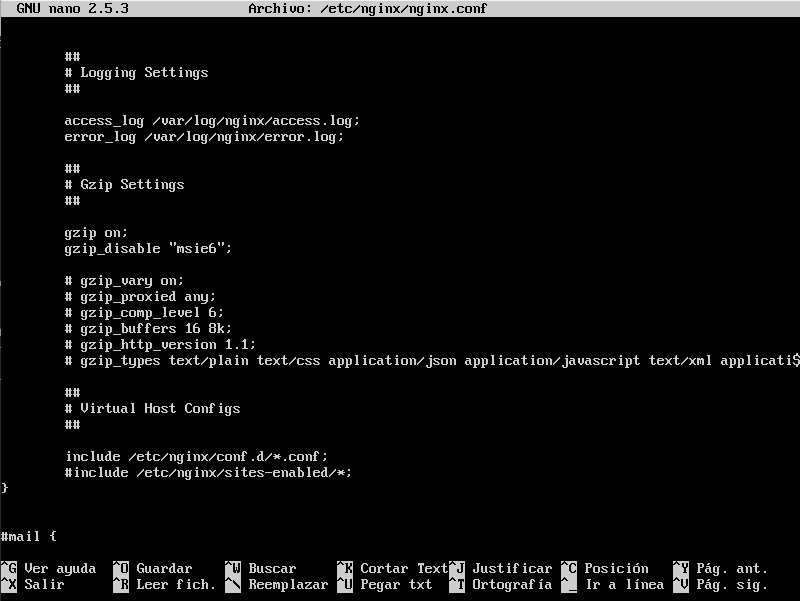 GNU nano 2.5.3 Archivo: /etc/nginx/nginx.conf
##
# Logging Settings
##
access_log /var/log/nginx/access.log;
error_log /var/log/nginx/error.log;
##
# Gzip Settings
##
gzip on;
gzip_disable "msie6";
# gzip_vary on;
# gzip_proxied any;
# gzip_comp_level 6;
# gzip_buffers 16 8k;
# gzip_http_version 1.1;
# gzip_types text/plain text/css application/json application/javascript text/xml applicati$
##
# Virtual Host Configs
##
include /etc/nginx/conf.d/*.conf;
#include /etc/nginx/sites-enabled/*;
}
#mail {
^G Ver ayuda ^O Guardar ^W Buscar ^K Cortar Text^J Justificar ^C Posición ^Y Pág. ant.
^X Salir ^R Leer fich. ^\ Reemplazar ^U Pegar txt ^T Ortografía ^_ Ir a línea ^V Pág. sig.